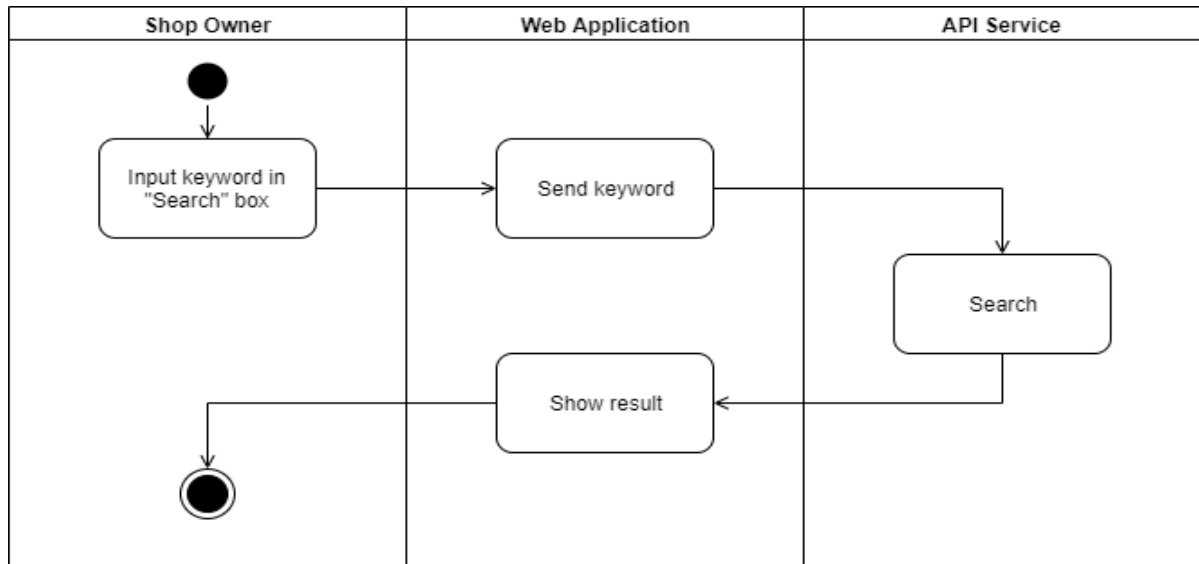 Shop Owner
Web Application
API Service
Input keyword in
"Search" box
Send keyword
Search
Show result